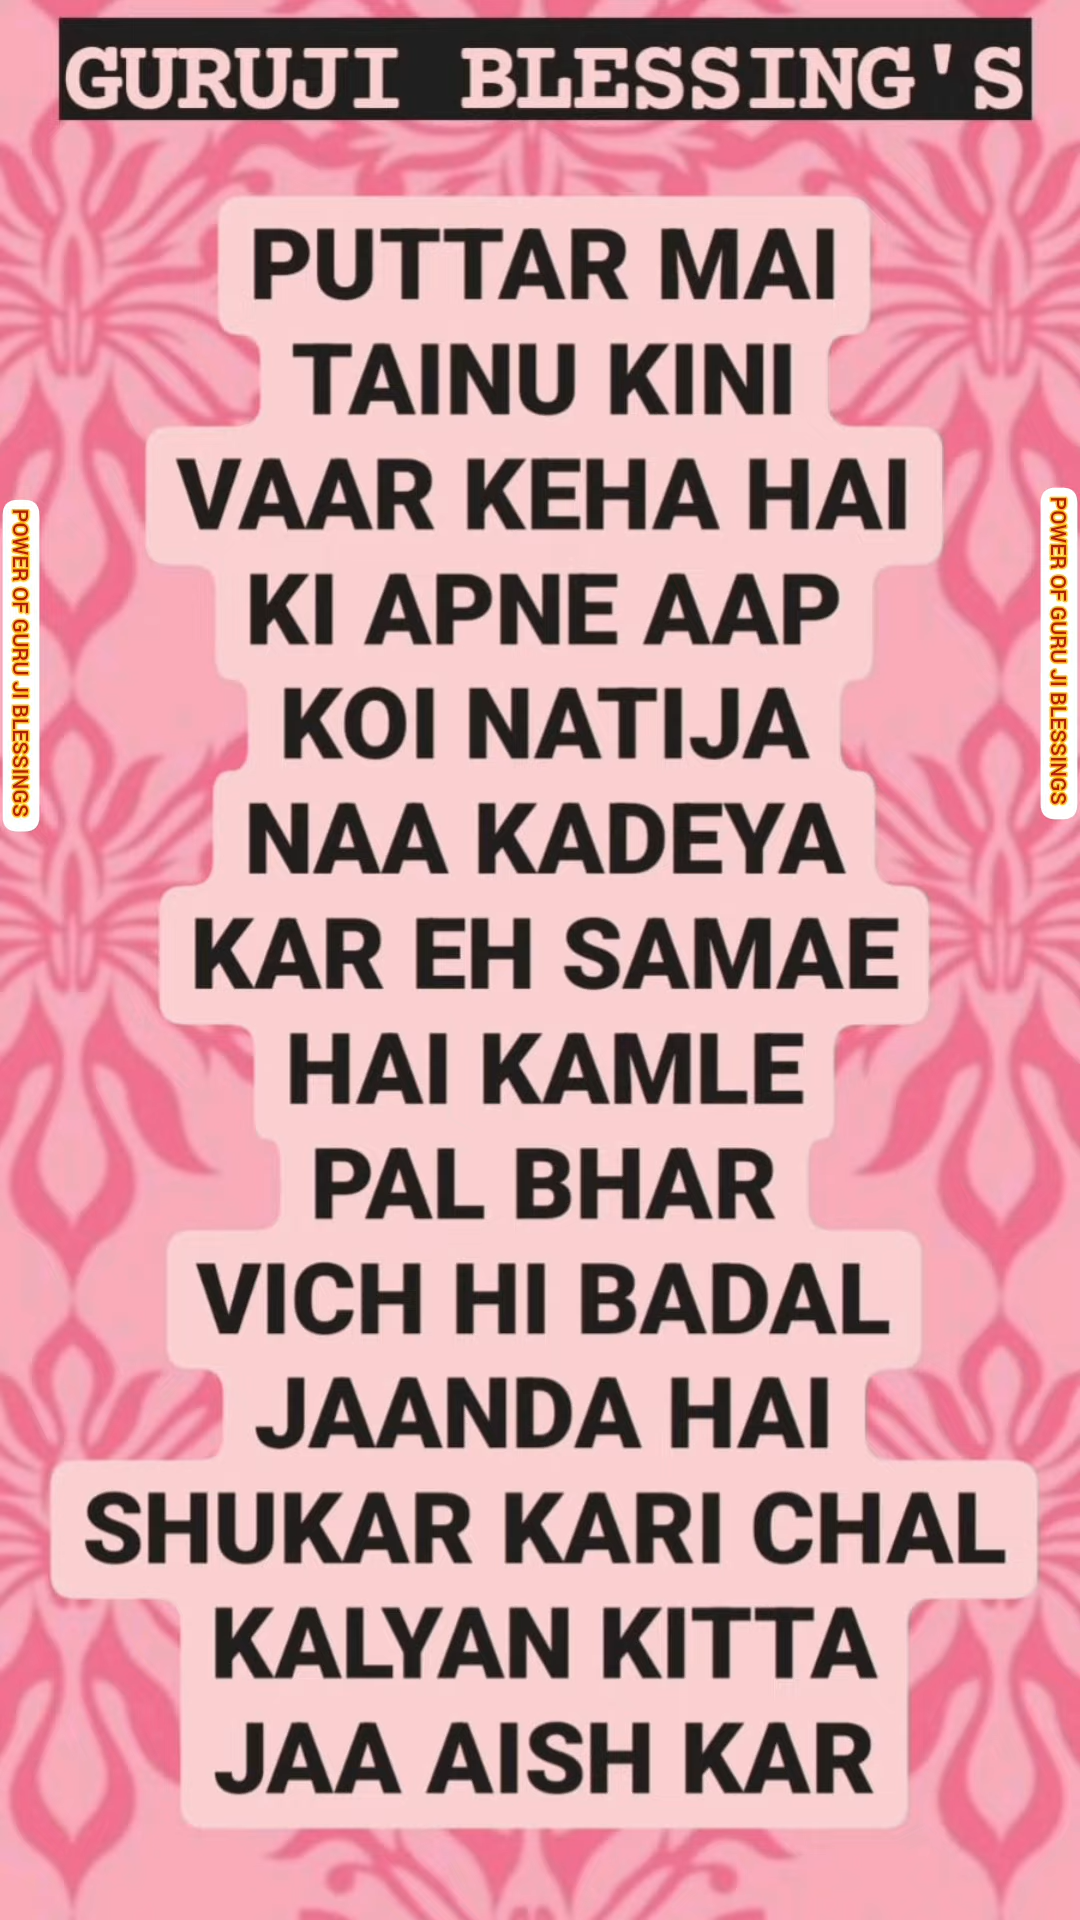 GURUJI BLESSING'S
PUTTAR MAI
TAINU KINI
VAAR KEHA HAI
KI APNE AAP
KOI NATIJA
NAA KADEYA
KAR EH SAMAE
HAI KAMLE
PAL BHAR
VICH HI BADAL
JAANDA HAI
SHUKAR KARI CHAL
KALYAN KITTA
JAA AISH KAR
POWER OF GURU JI BLESSINGS
POWER OF GURU JI BLESSINGS